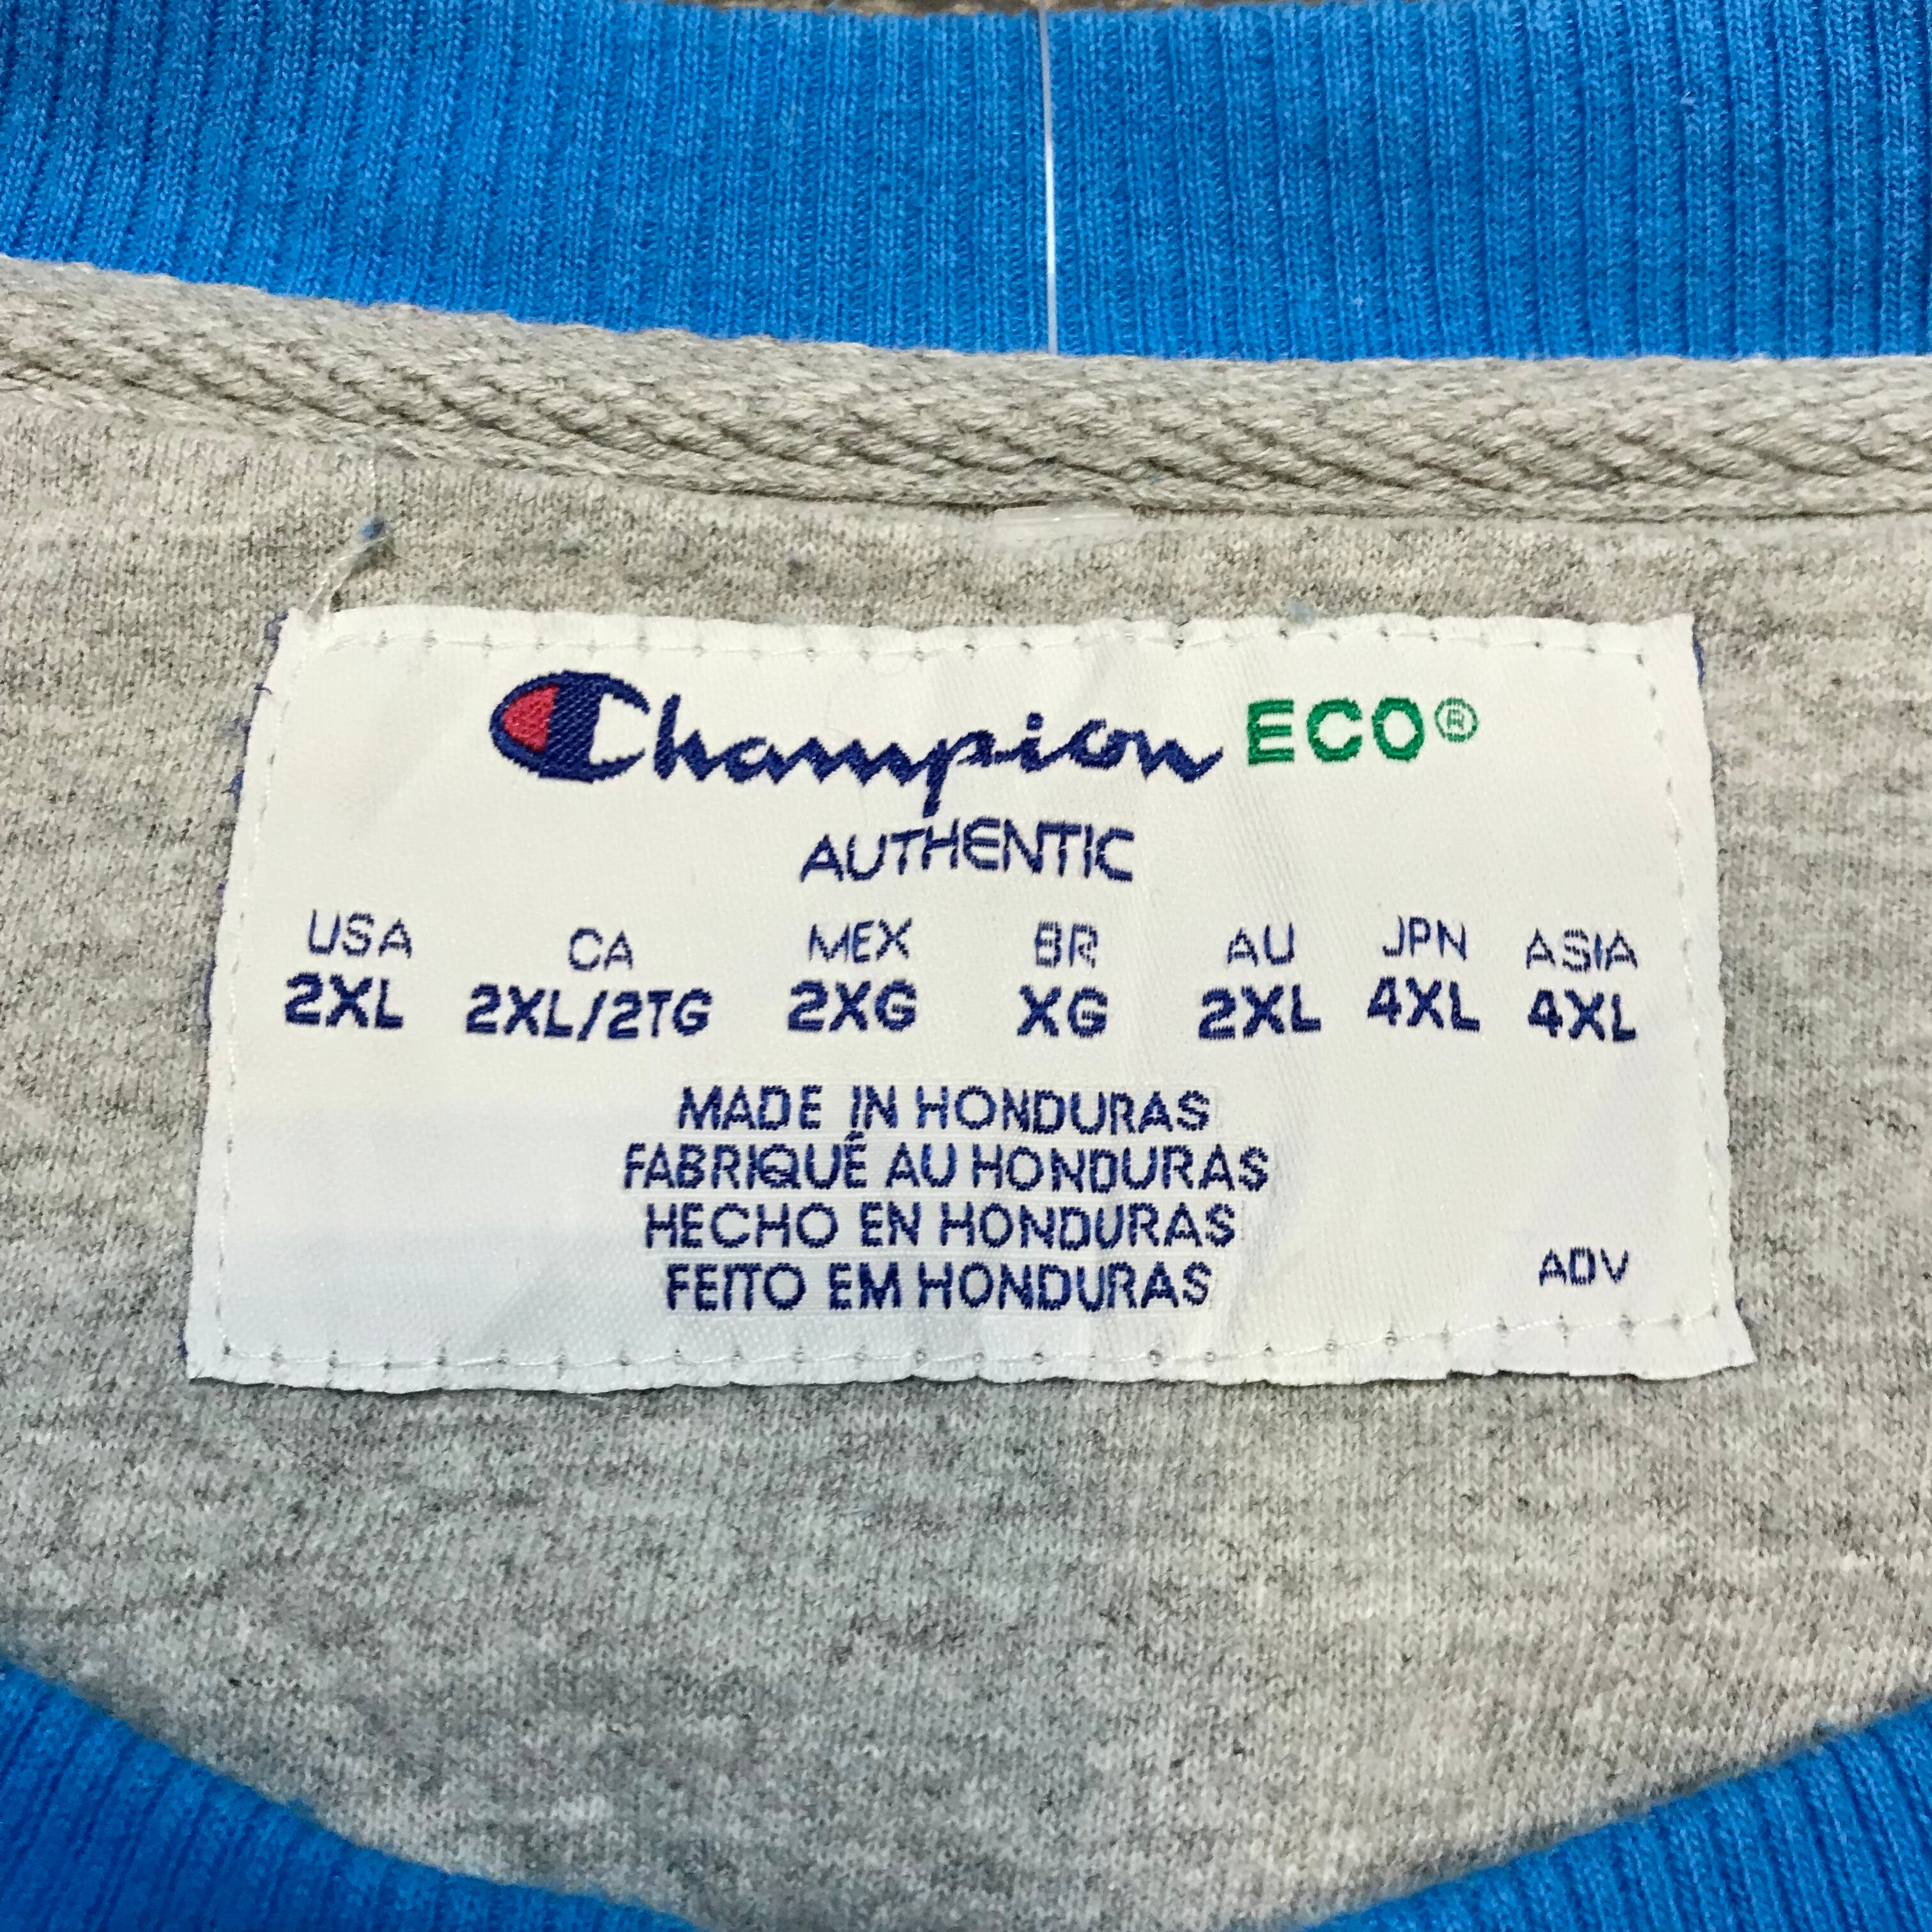 Champion ECO®
AUTHENTIC
USA CA MEX BR AU JPN ASIA
2XL 2XL/2TG 2XG XG 2XL 4XL 4XL
MADE IN HONDURAS
FABRIQUÉ AU HONDURAS
HECHO EN HONDURAS
FEITO EM HONDURAS
ADV